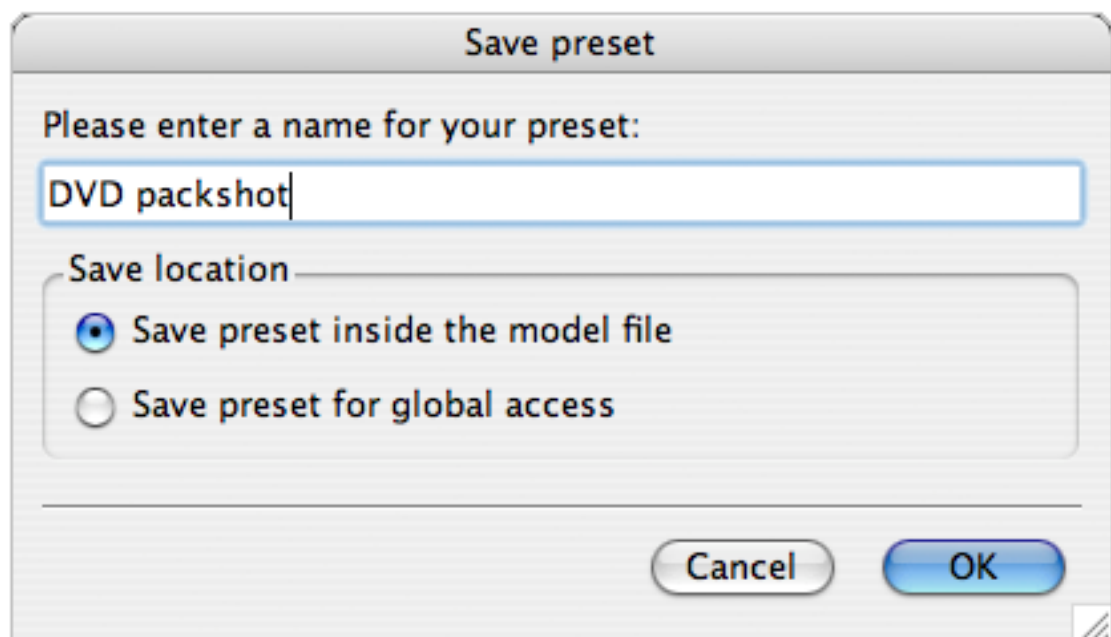 Save preset
Please enter a name for your preset:
DVD packshot
Save location
Save preset inside the model file
Save preset for global access
Cancel OK